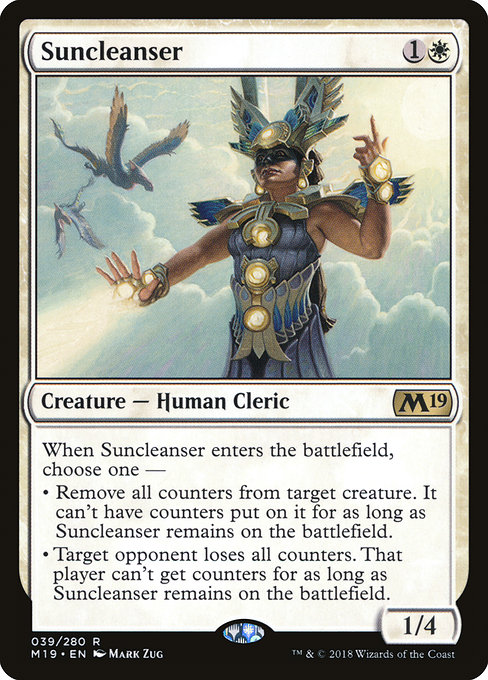 Suncleanser 1
Creature — Human Cleric M19
When Suncleanser enters the battlefield,
choose one —
• Remove all counters from target creature. It
can't have counters put on it for as long as
Suncleanser remains on the battlefield.
• Target opponent loses all counters. That
player can't get counters for as long as
Suncleanser remains on the battlefield.
1/4
039/280 R
M19 • EN Mark Zug
™ & © 2018 Wizards of the Coast